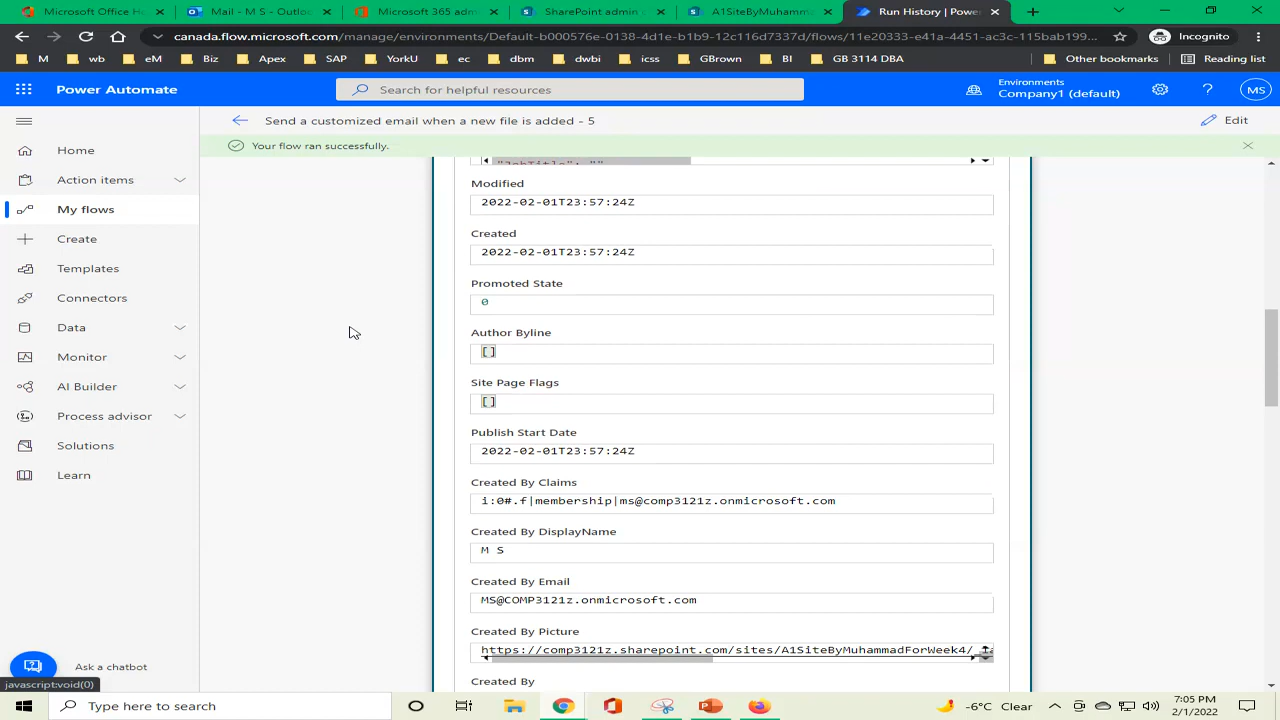 Microsoft Office H
Mail - M S - Outlo
Microsoft 365 adm
SharePoint admin
A1SiteByMuhamma
Run History | Powe
canada.flow.microsoft.com/manage/environments/Default-b000576e-0138-4d1e-b1b9-12c116d7337d/flows/11e20333-e41a-4451-ac3c-115bab199...
Incognito
M
wb
eM
Biz
Apex
SAP
YorkU
ec
dbm
dwbi
icss
GBrown
BI
GB 3114 DBA
Other bookmarks
Reading list
Power Automate
Search for helpful resources
Environments
Company1 (default)
MS
Send a customized email when a new file is added - 5
Edit
Your flow ran successfully.
Home
Action items
My flows
Create
Templates
Connectors
Data
Monitor
AI Builder
Process advisor
Solutions
Learn
Ask a chatbot
"JobTitle": ""
Modified
2022-02-01T23:57:24Z
Created
2022-02-01T23:57:24Z
Promoted State
0
Author Byline
[]
Site Page Flags
[]
Publish Start Date
2022-02-01T23:57:24Z
Created By Claims
i:0#.f|membership|ms@comp3121z.onmicrosoft.com
Created By DisplayName
M S
Created By Email
MS@COMP3121z.onmicrosoft.com
Created By Picture
https://comp3121z.sharepoint.com/sites/A1SiteByMuhammadForWeek4/
Created By
javascript:void(0)
Type here to search
-6°C Clear
7:05 PM
2/1/2022